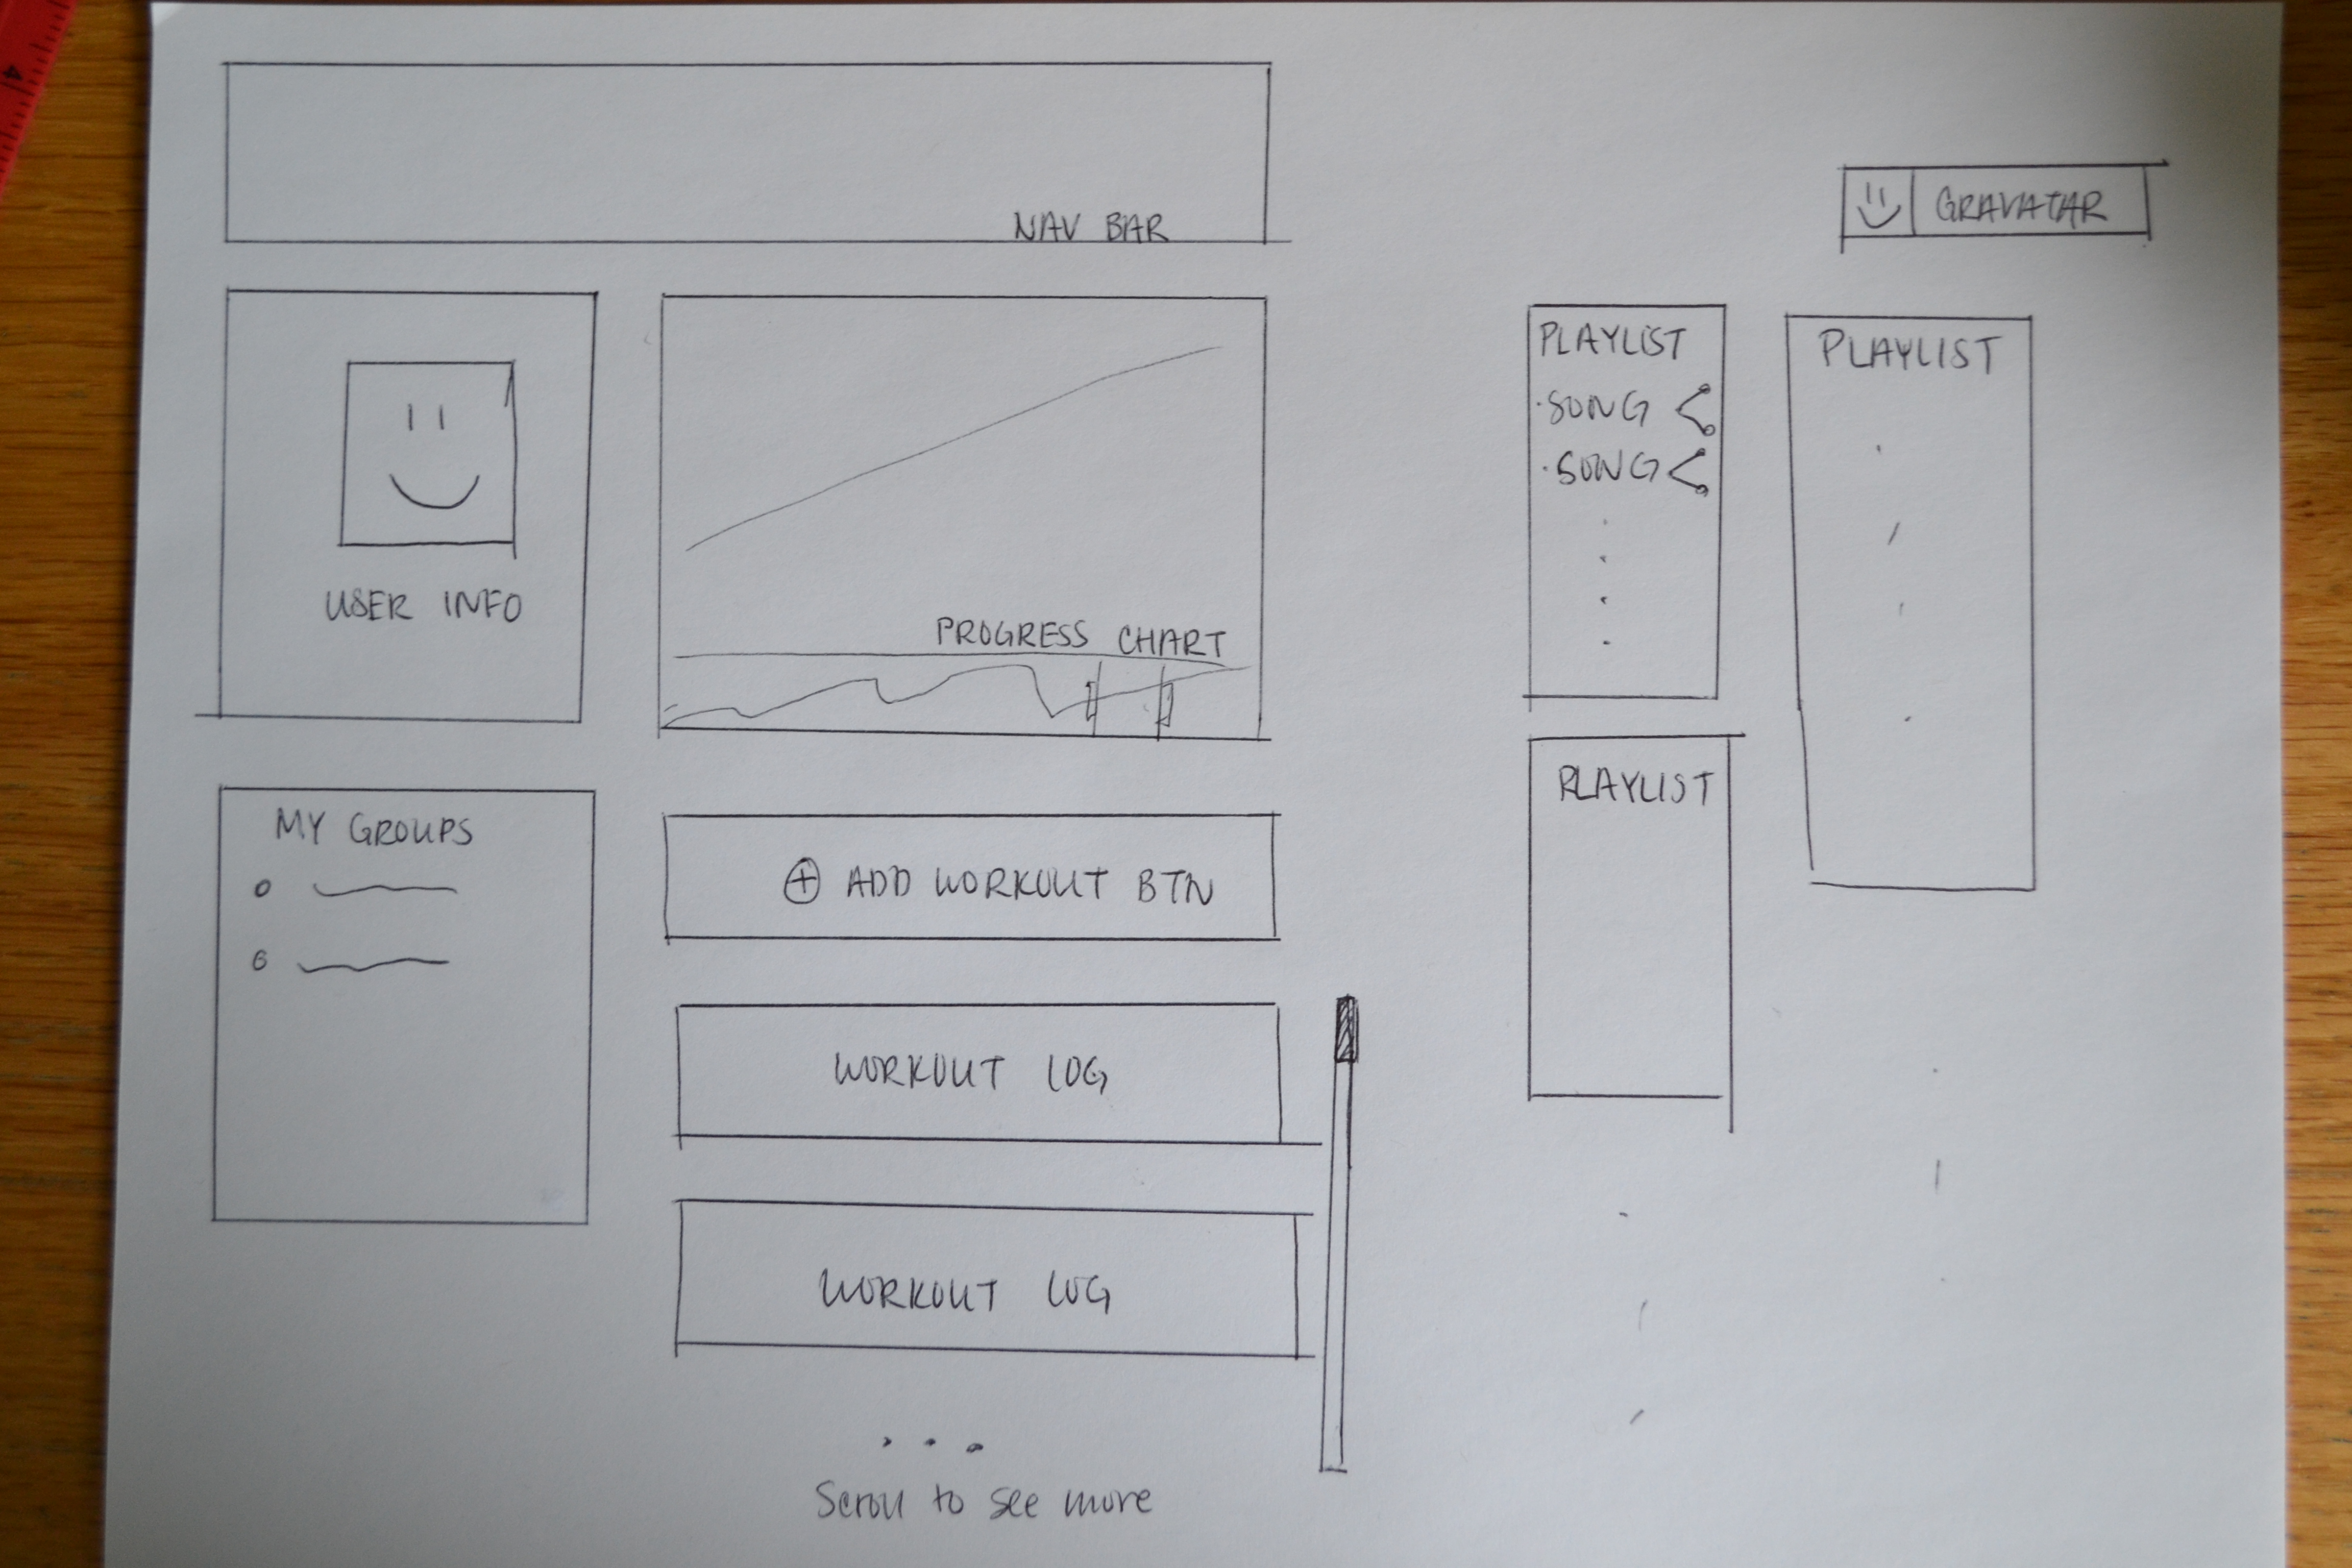 NAV BAR
GRAVATAR
USER INFO
PROGRESS CHART
MY GROUPS
ADD WORKOUT BTN
WORKOUT LOG
WORKOUT LOG
Scroll to see more
PLAYLIST
·SONG
·SONG
PLAYLIST
PLAYLIST
4